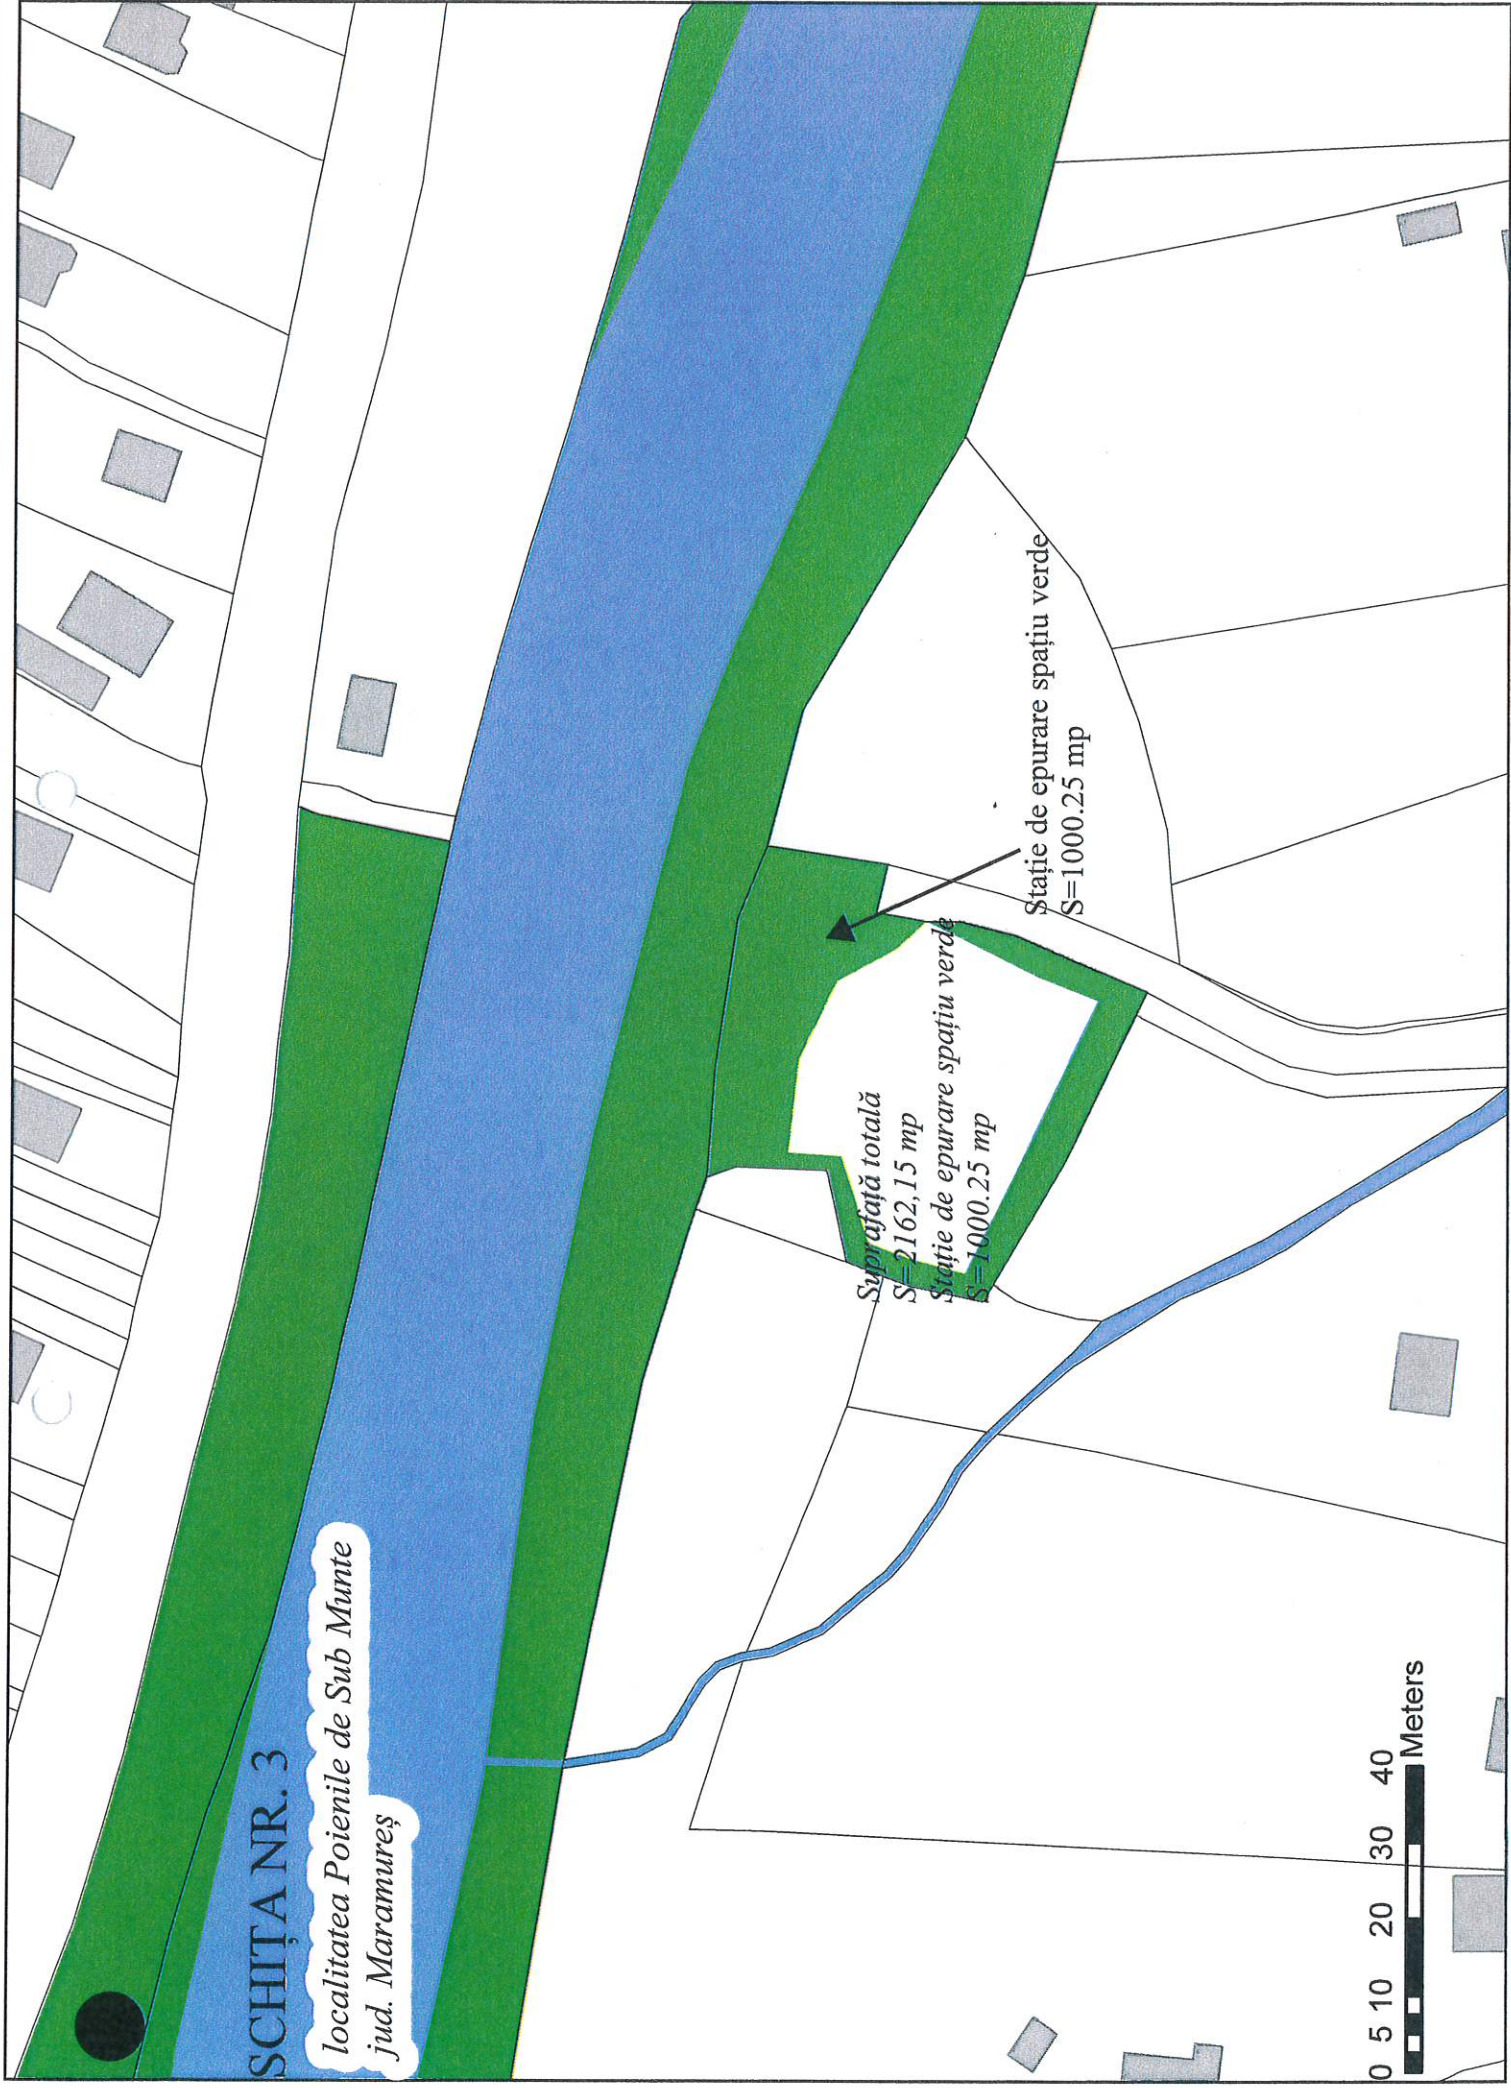 SCHIȚA NR. 3
localitatea Poienile de Sub Munte
jud. Maramureș
Suprafață totală
S=2162,15 mp
Stație de epurare spațiu verde
S=1000.25 mp
Stație de epurare spațiu verde
S=1000.25 mp
0 5 10 20 30 40
Meters